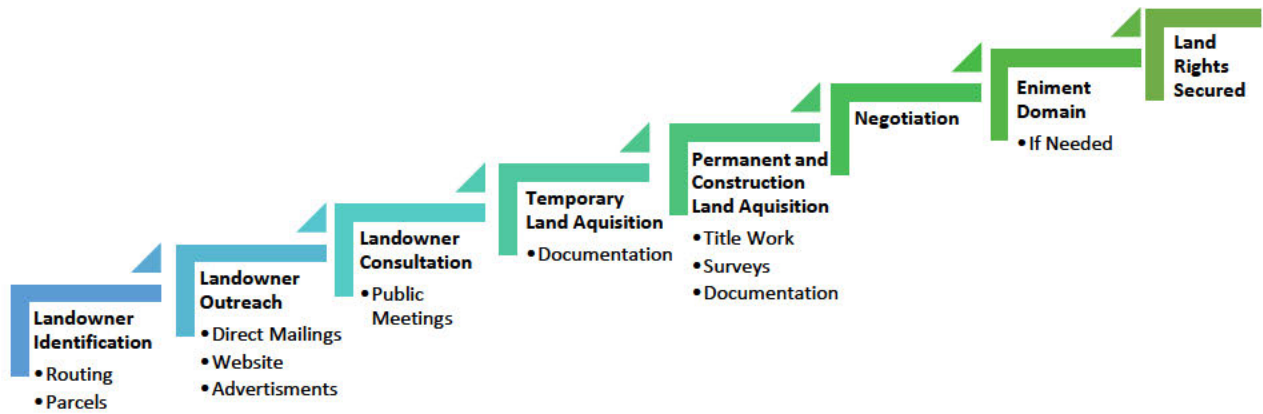 Landowner
Identification
•Routing
•Parcels
Landowner
Outreach
•Direct Mailings
•Website
•Advertisments
Landowner
Consultation
•Public
Meetings
Temporary
Land Aquisition
•Documentation
Permanent and
Construction
Land Aquisition
•Title Work
•Surveys
•Documentation
Negotiation
Eniment
Domain
•If Needed
Land
Rights
Secured